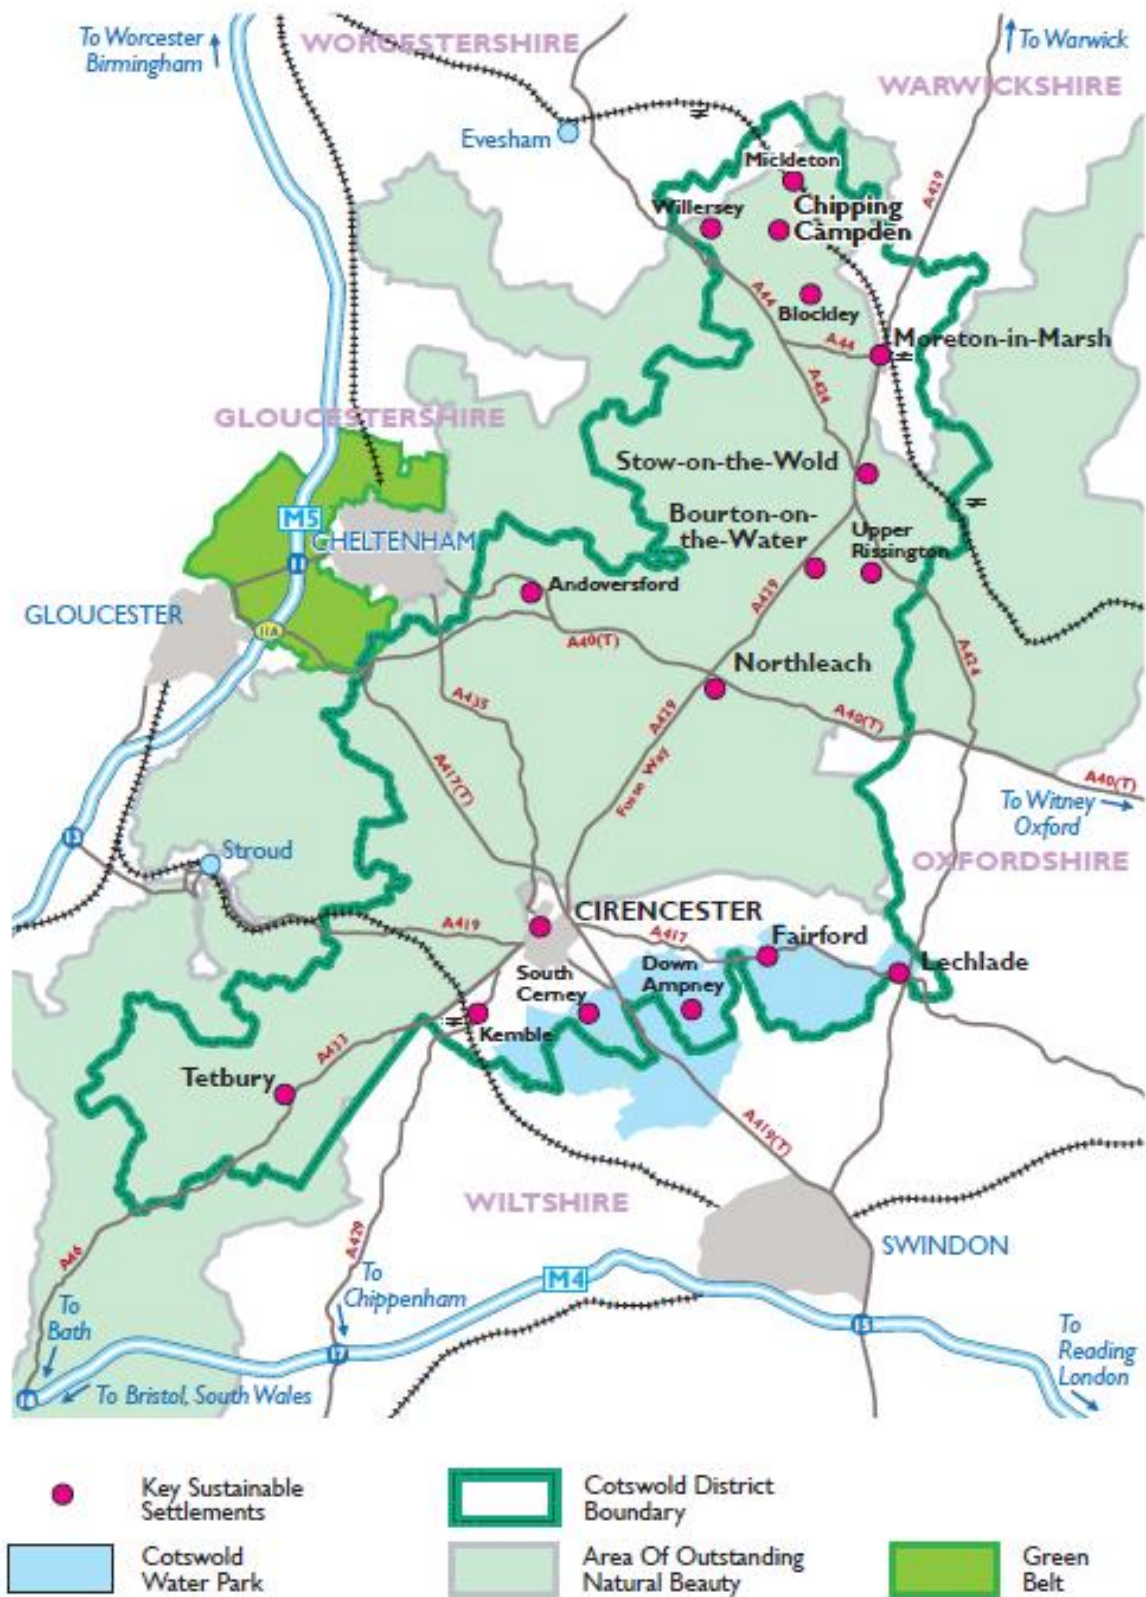 To Worcester
Birmingham
WORCESTERSHIRE
To Warwick
WARWICKSHIRE
Evesham
A429
Mickleton
Willersey
Chipping
Campden
A44
Blockley
A44
Moreton-in-Marsh
A424
GLOUCESTERSHIRE
Stow-on-the-Wold
M5
Bourton-on-
the-Water
Upper
Rissington
CHELTENHAM
11
Andoversford
A429
GLOUCESTER
11A
A40(T)
A424
Northleach
A435
A429
A40(T)
A417(T)
Fosse Way
A40(T)
To Witney
Oxford
13
Stroud
OXFORDSHIRE
CIRENCESTER
A419
A417
Fairford
Lechlade
South
Cerney
Down
Ampney
Kemble
A433
Tetbury
A419(T)
WILTSHIRE
A46
A429
SWINDON
To
Chippenham
M4
To
Bath
15
To
Reading
London
17
To Bristol, South Wales
Key Sustainable
Settlements
Cotswold District
Boundary
Cotswold
Water Park
Area Of Outstanding
Natural Beauty
Green
Belt